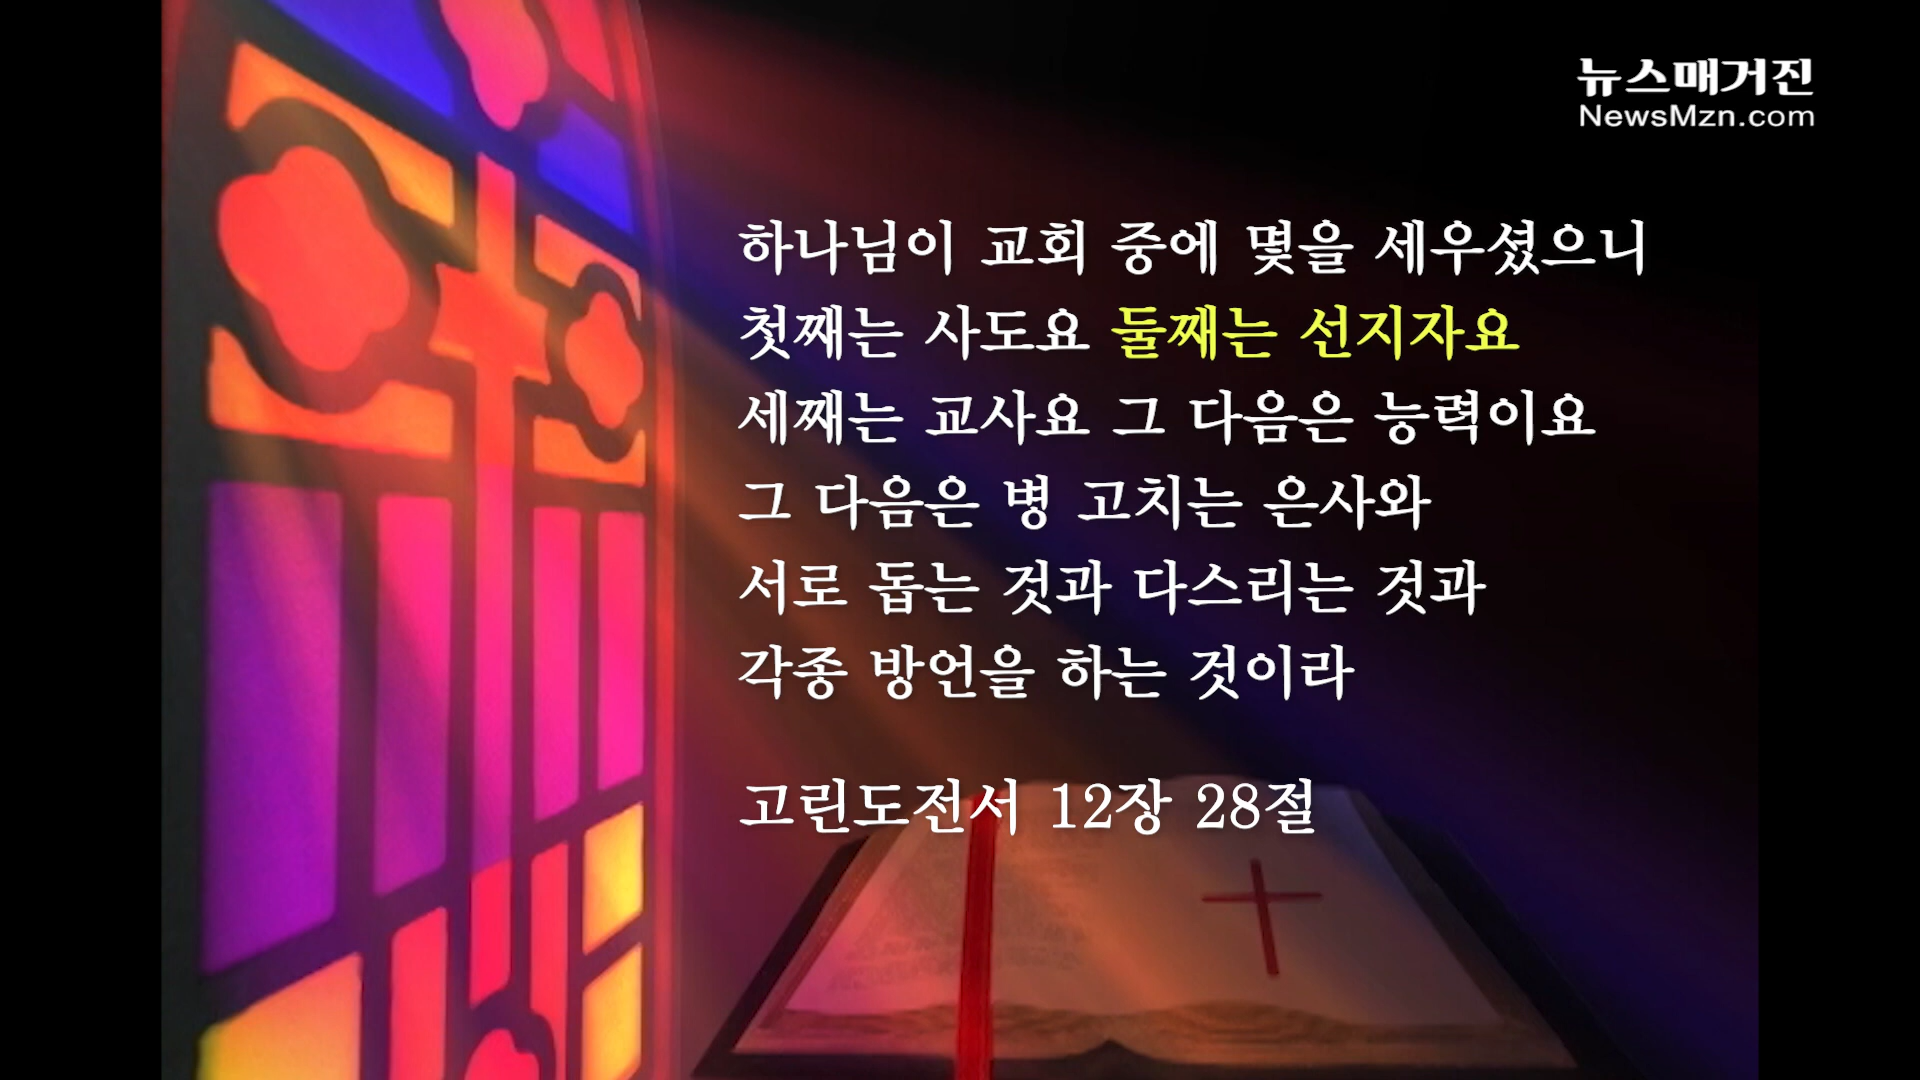 뉴스매거진
NewsMzn.com
하나님이 교회 중에 몇을 세우셨으니
첫째는 사도요 둘째는 선지자요
세째는 교사요 그 다음은 능력이요
그 다음은 병 고치는 은사와
서로 돕는 것과 다스리는 것과
각종 방언을 하는 것이라
고린도전서 12장 28절